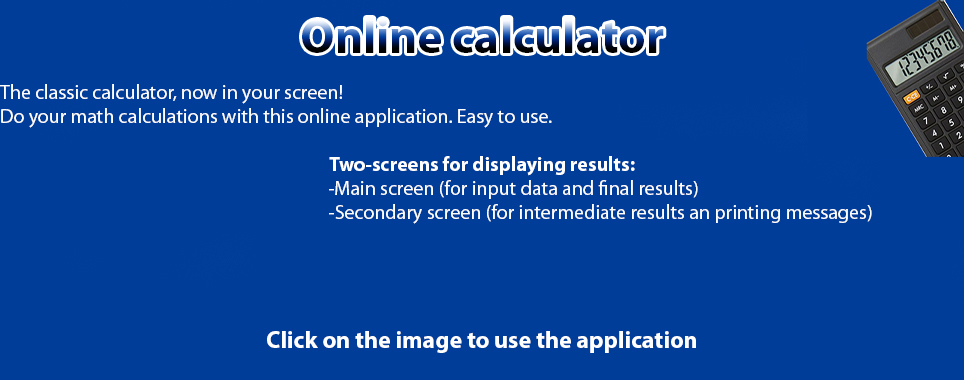 Online calculator
12345678
The classic calculator, now in your screen!
Do your math calculations with this online application. Easy to use.
Two-screens for displaying results:
-Main screen (for input data and final results)
-Secondary screen (for intermediate results an printing messages)
Click on the image to use the application